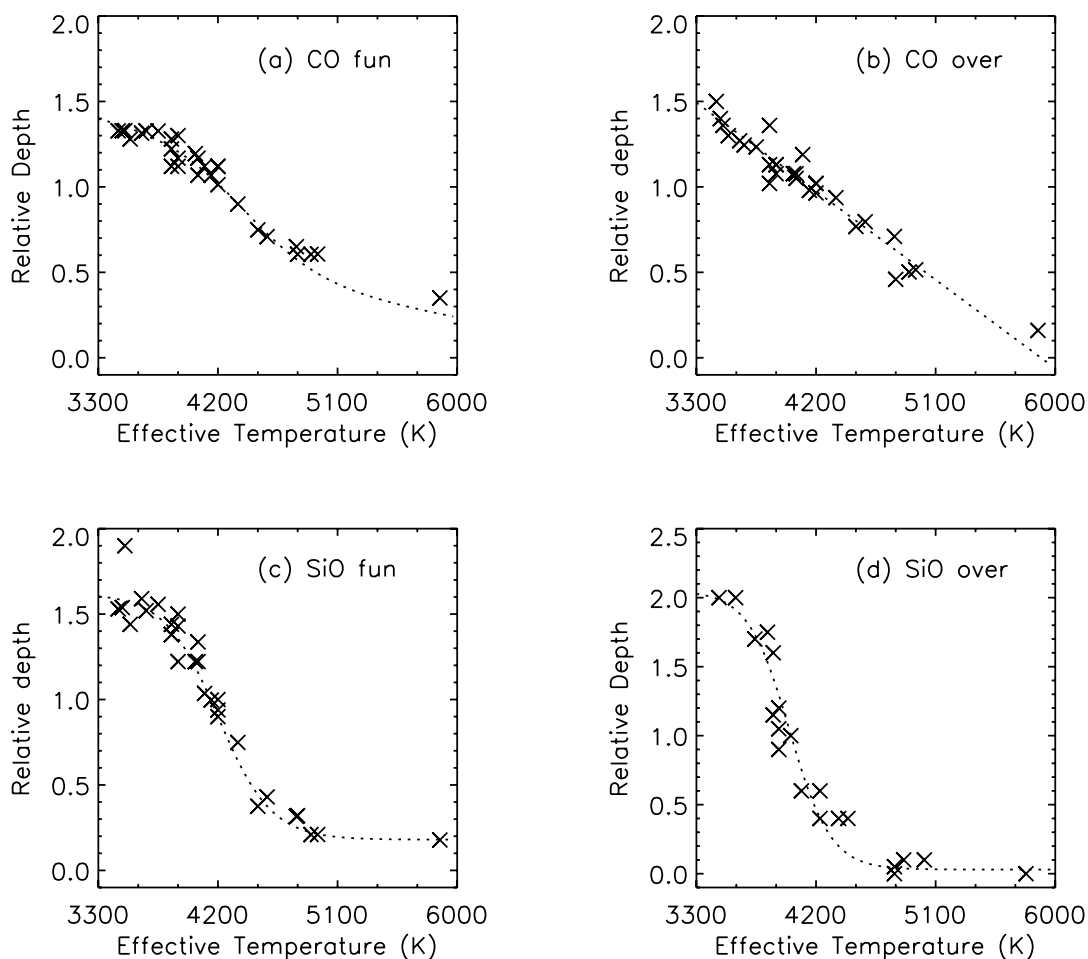 2.0
(a) CO fun
1.5
1.0
0.5
0.0
Relative Depth
3300 4200 5100 6000
Effective Temperature (K)
2.0
(b) CO over
1.5
1.0
0.5
0.0
Relative depth
3300 4200 5100 6000
Effective Temperature (K)
2.0
(c) SiO fun
1.5
1.0
0.5
0.0
Relative depth
3300 4200 5100 6000
Effective Temperature (K)
2.5
(d) SiO over
2.0
1.5
1.0
0.5
0.0
Relative Depth
3300 4200 5100 6000
Effective Temperature (K)